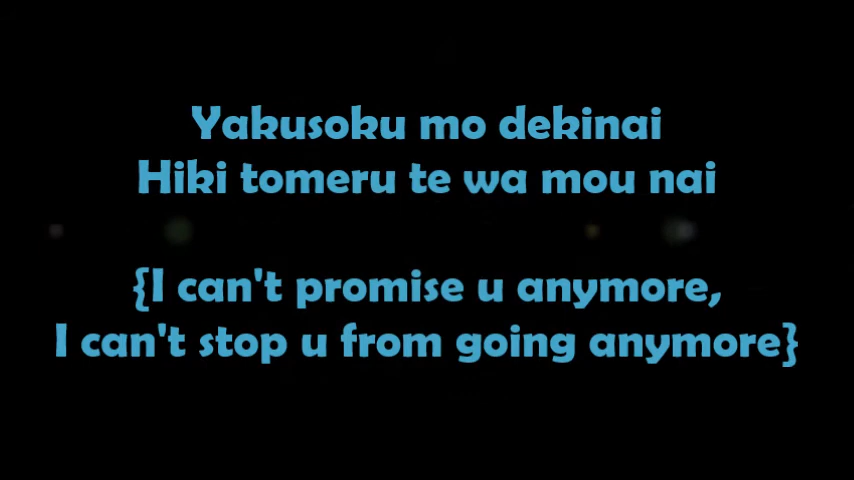 Yakusoku mo dekinai
Hiki tomeru te wa mou nai
{I can't promise u anymore,
I can't stop u from going anymore}